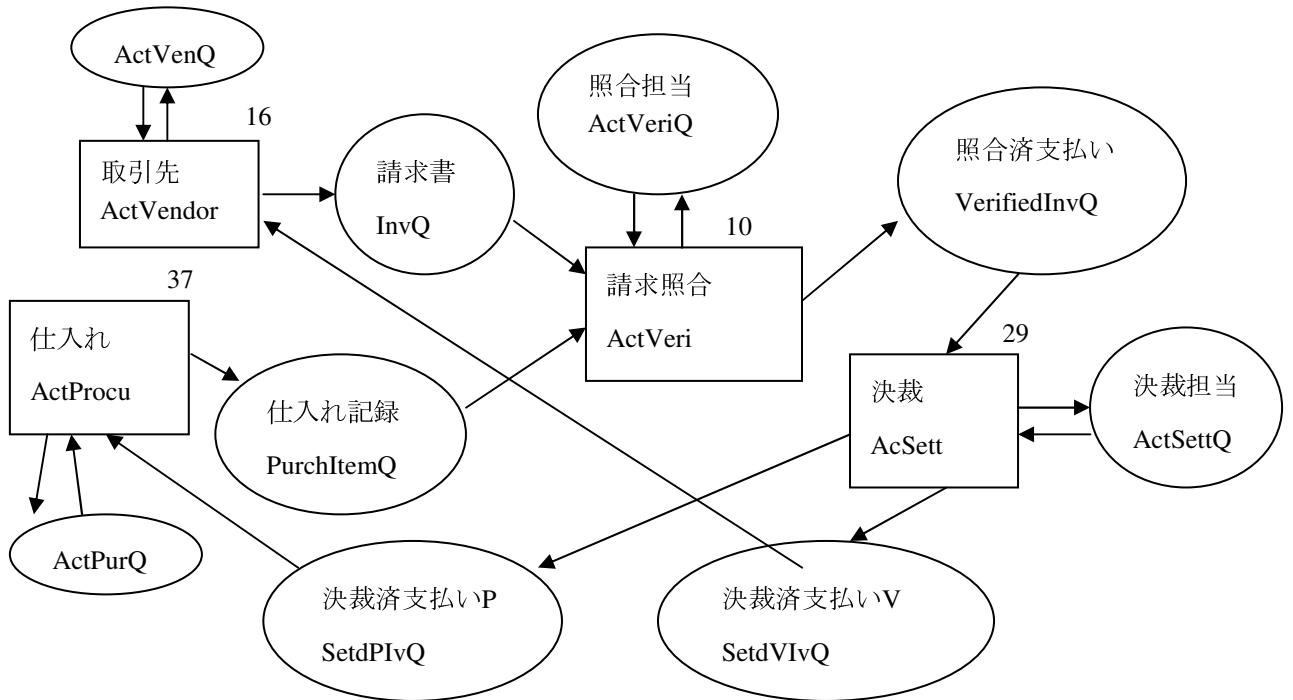 ActVenQ
16
取引先
ActVendor
請求書
InvQ
照合担当
ActVeriQ
照合済支払い
VerifiedInvQ
10
請求照合
ActVeri
37
仕入れ
ActProcu
仕入れ記録
PurchItemQ
29
決裁
AcSett
決裁担当
ActSettQ
ActPurQ
決裁済支払いP
SetdPIvQ
決裁済支払いV
SetdVIvQ